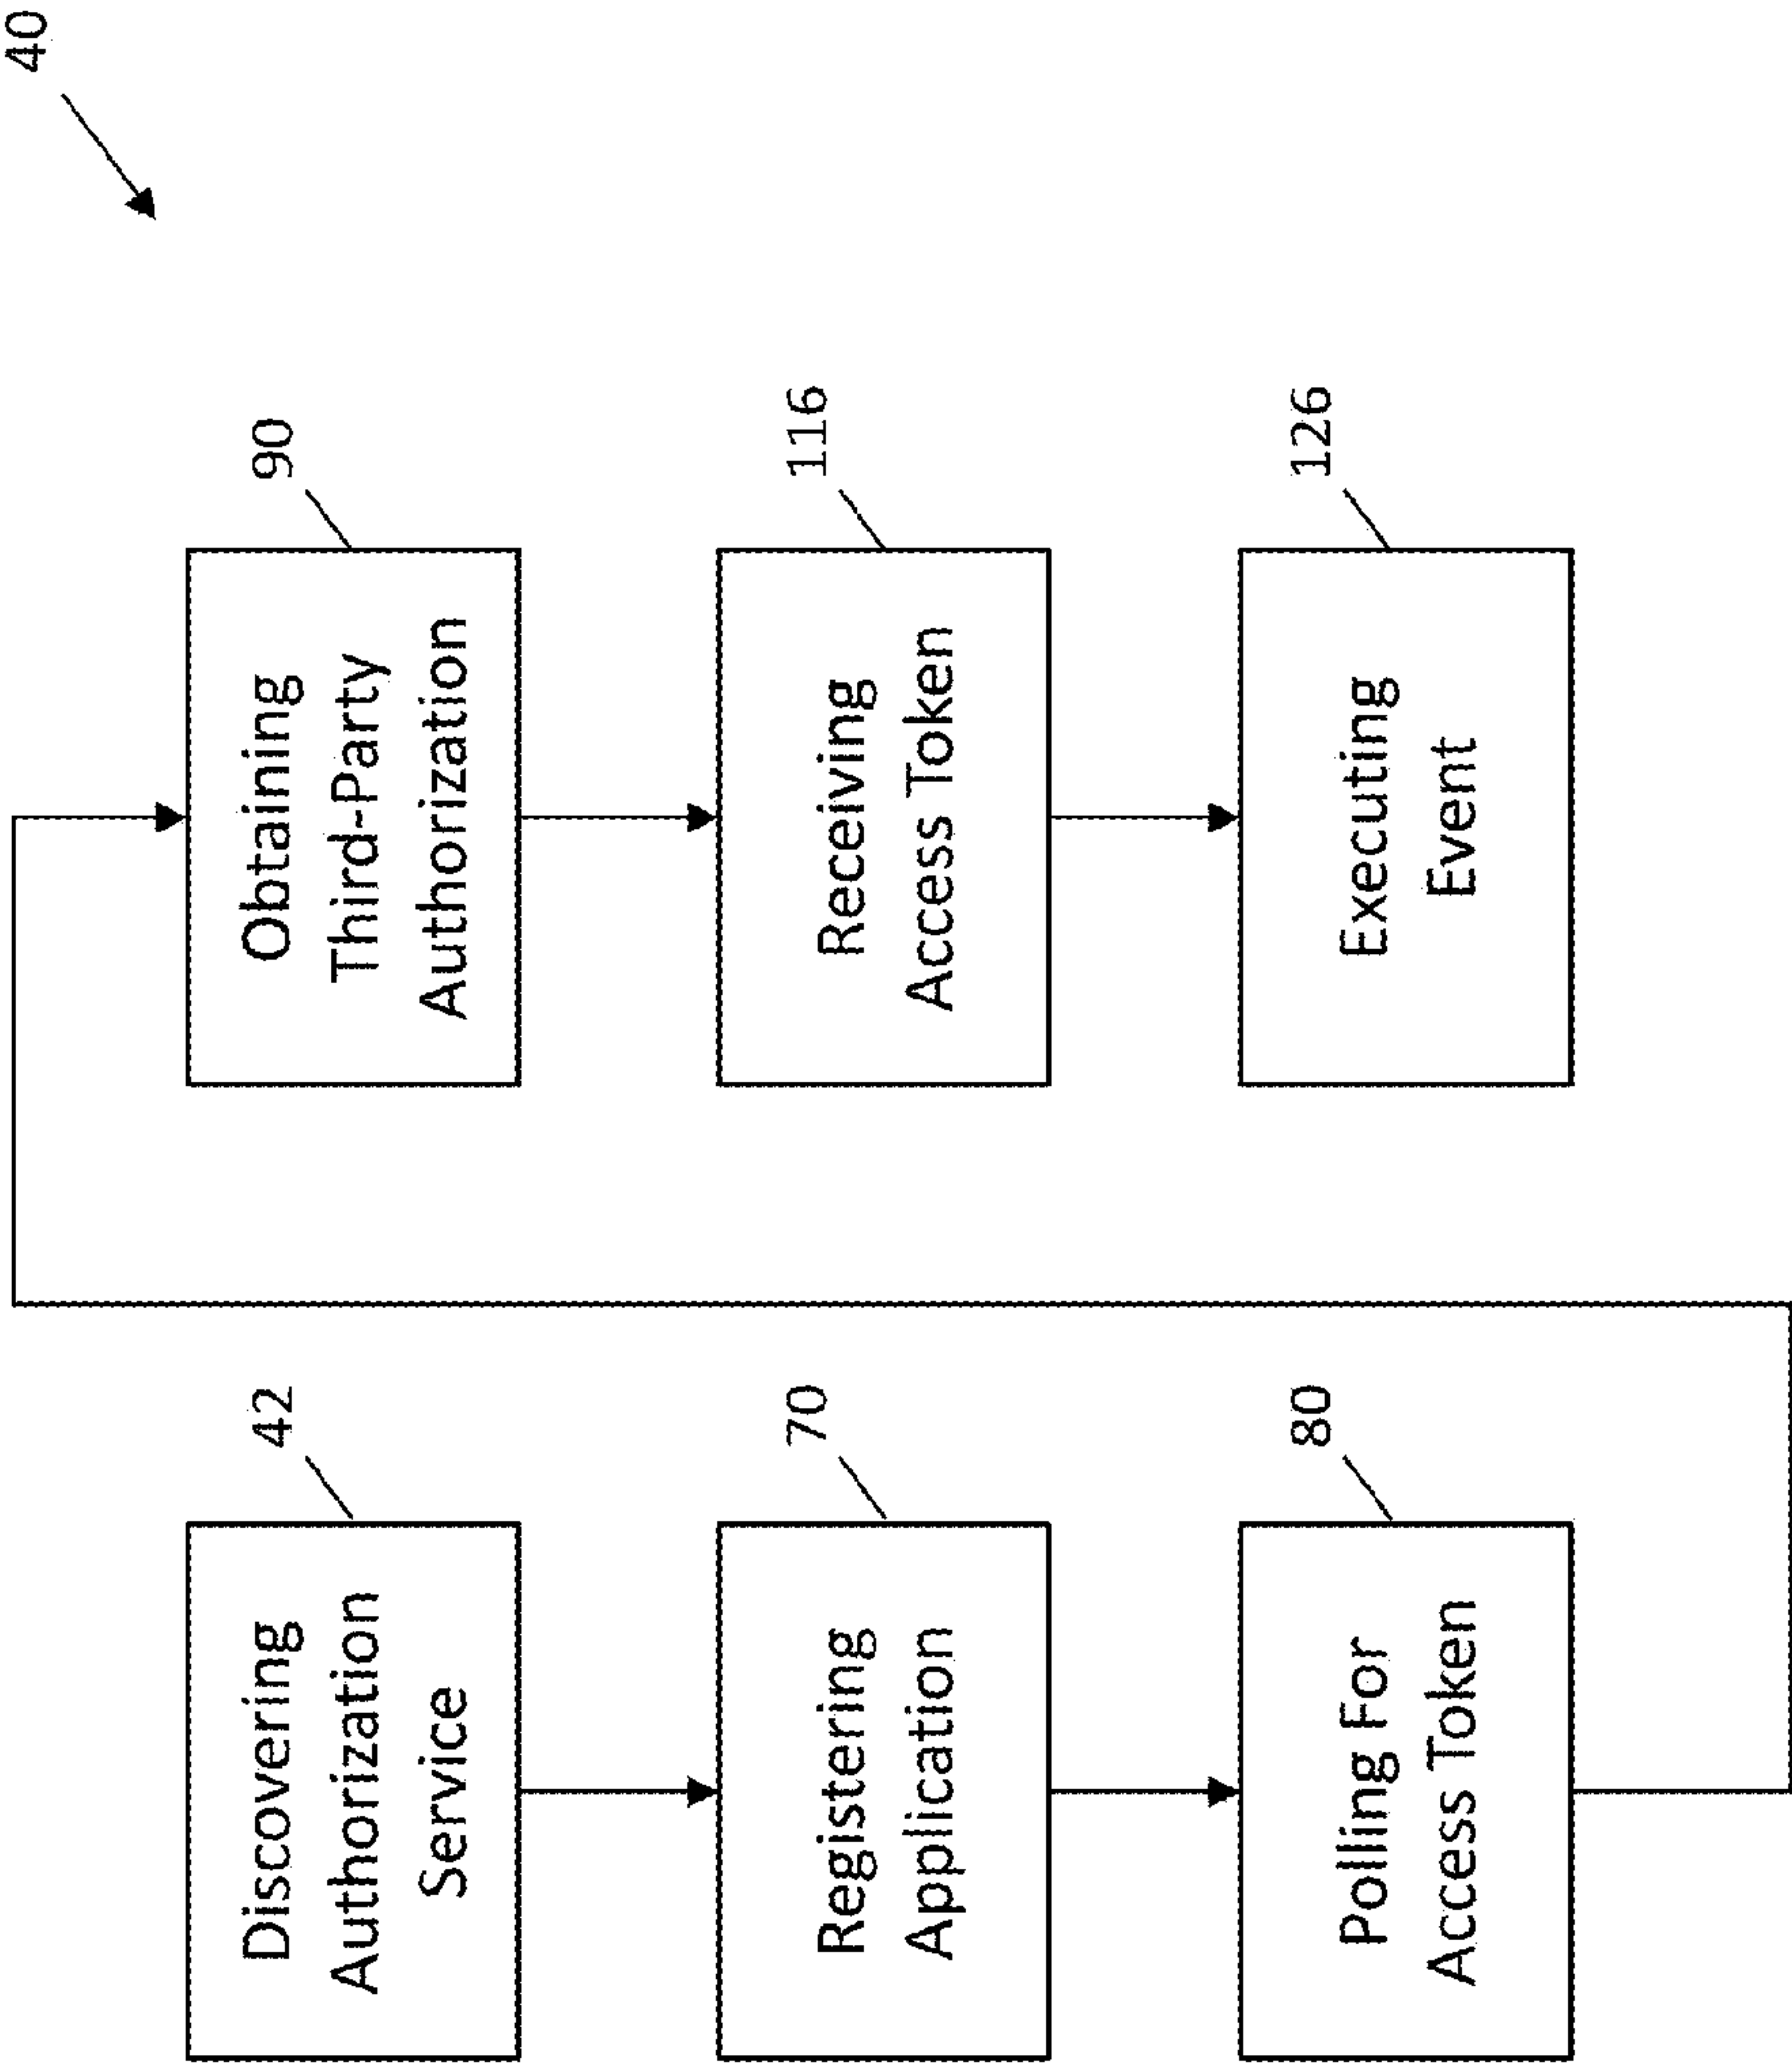 40
Discovering
Authorization
Service
42
Registering
Application
70
Polling For
Access Token
80
Obtaining
Third-Party
Authorization
90
Receiving
Access Token
116
Executing
Event
126